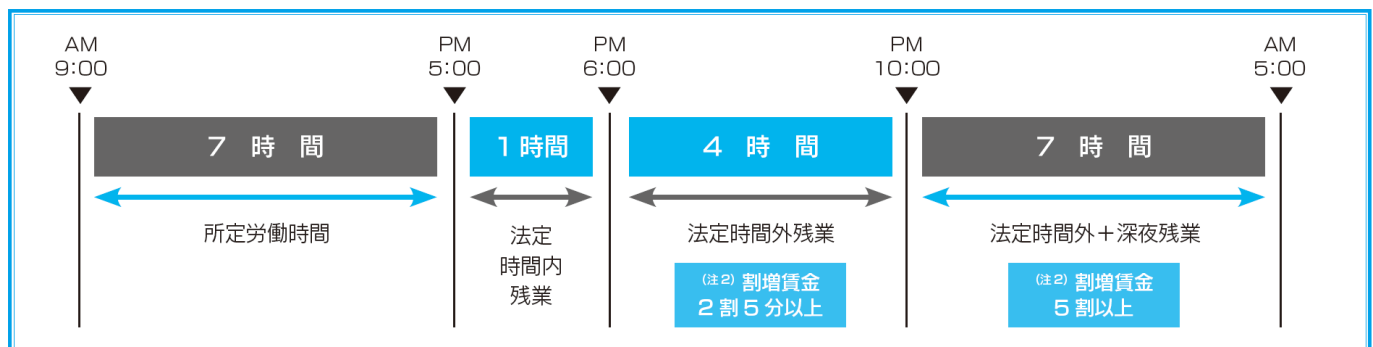 AM
9:00
PM
5:00
PM
6:00
PM
10:00
AM
5:00
7 時 間
1 時間
4 時 間
7 時 間
所定労働時間
法定
時間内
残業
法定時間外残業
(注2) 割増賃金
2割5分以上
法定時間外+深夜残業
(注2) 割増賃金
5割以上